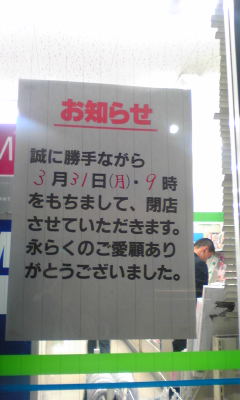 お知らせ
誠に勝手ながら
3月31日(月)・9時
をもちまして、閉店
させていただきます。
永らくのご愛顧あり
がとうございました。
M
M